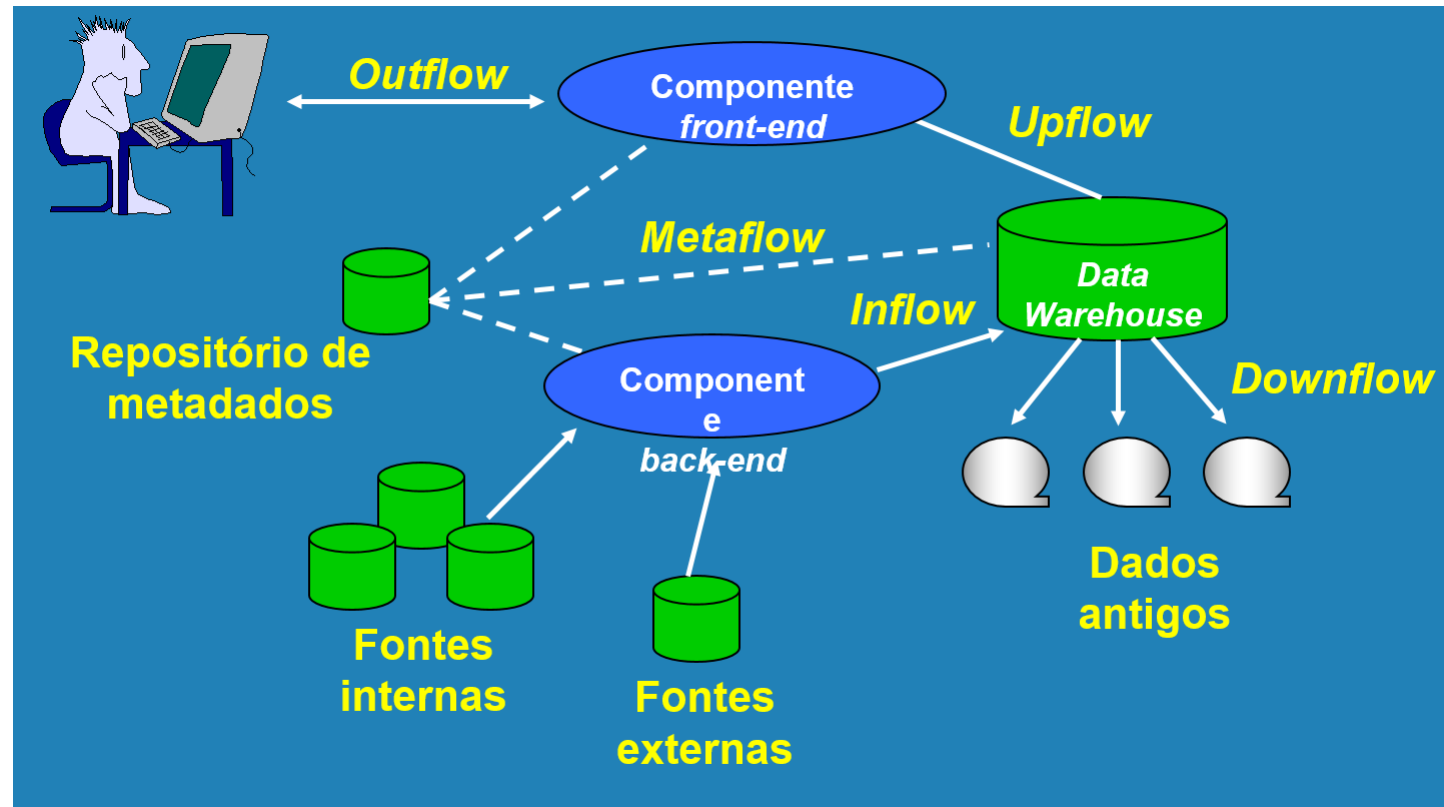 Outflow
Componente
front-end
Upflow
Metaflow
Data
Warehouse
Inflow
Repositório de
metadados
Component
e
back-end
Downflow
Dados
antigos
Fontes
internas
Fontes
externas